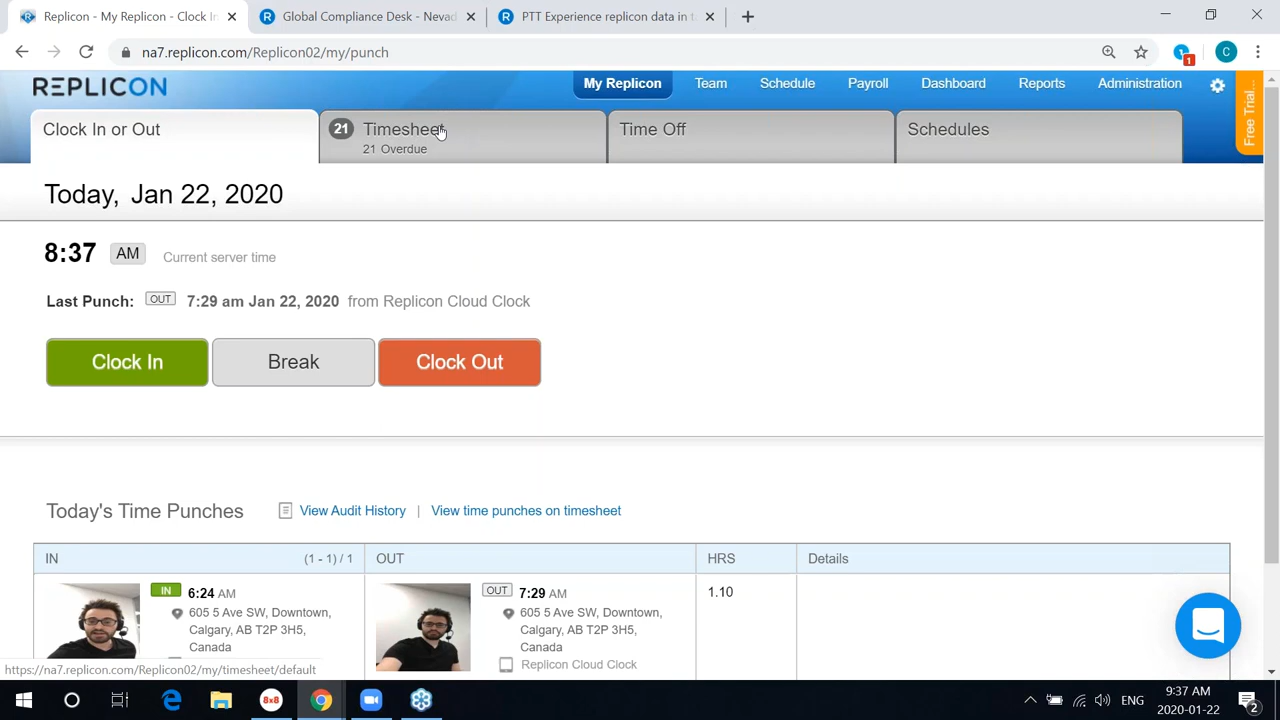 Replicon - My Replicon - Clock In
Global Compliance Desk - Nevad
PTT Experience replicon data in t
na7.replicon.com/Replicon02/my/punch
1
C
REPLICON
My Replicon
Team
Schedule
Payroll
Dashboard
Reports
Administration
Free Trial...
Clock In or Out
21
Timesheet
21 Overdue
Time Off
Schedules
Today, Jan 22, 2020
8:37 AM Current server time
Last Punch: OUT 7:29 am Jan 22, 2020 from Replicon Cloud Clock
Clock In
Break
Clock Out
Today's Time Punches
View Audit History | View time punches on timesheet
IN (1 - 1) / 1
OUT
HRS
Details
IN 6:24 AM
605 5 Ave SW, Downtown,
Calgary, AB T2P 3H5,
Canada
OUT 7:29 AM
605 5 Ave SW, Downtown,
Calgary, AB T2P 3H5,
Canada
Replicon Cloud Clock
1.10
https://na7.replicon.com/Replicon02/my/timesheet/default
8x8
ENG
9:37 AM
2020-01-22
2